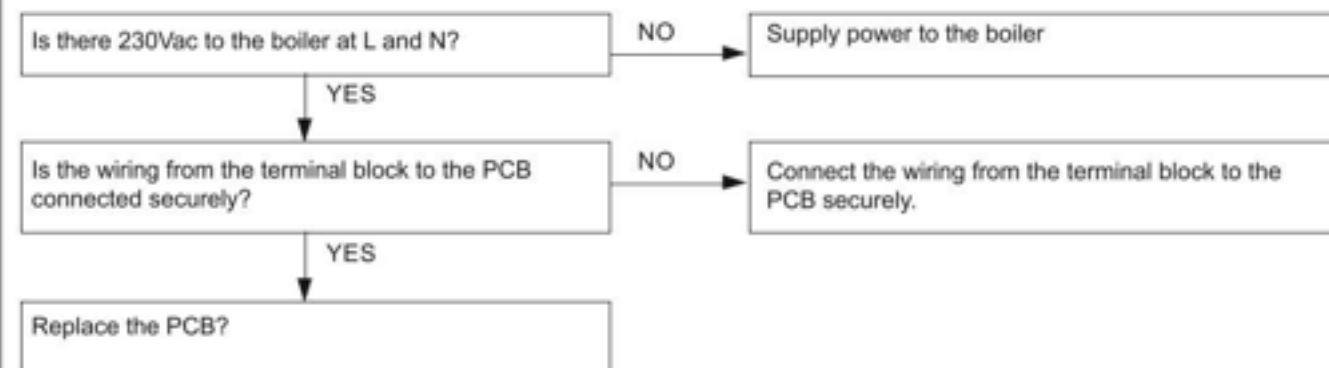 Is there 230Vac to the boiler at L and N?
NO
Supply power to the boiler
YES
Is the wiring from the terminal block to the PCB
connected securely?
NO
Connect the wiring from the terminal block to the
PCB securely.
YES
Replace the PCB?